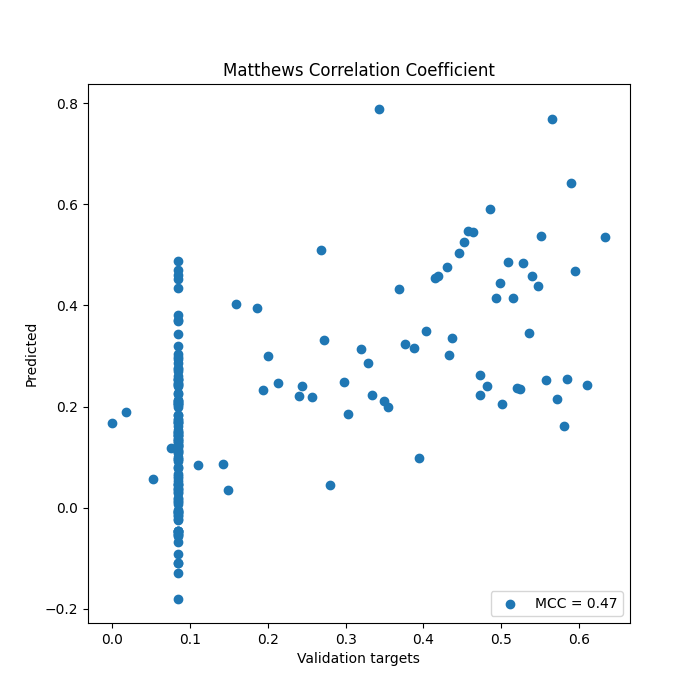 Matthews Correlation Coefficient
Predicted
0.8
0.6
0.4
0.2
0.0
−0.2
MCC = 0.47
0.0 0.1 0.2 0.3 0.4 0.5 0.6
Validation targets